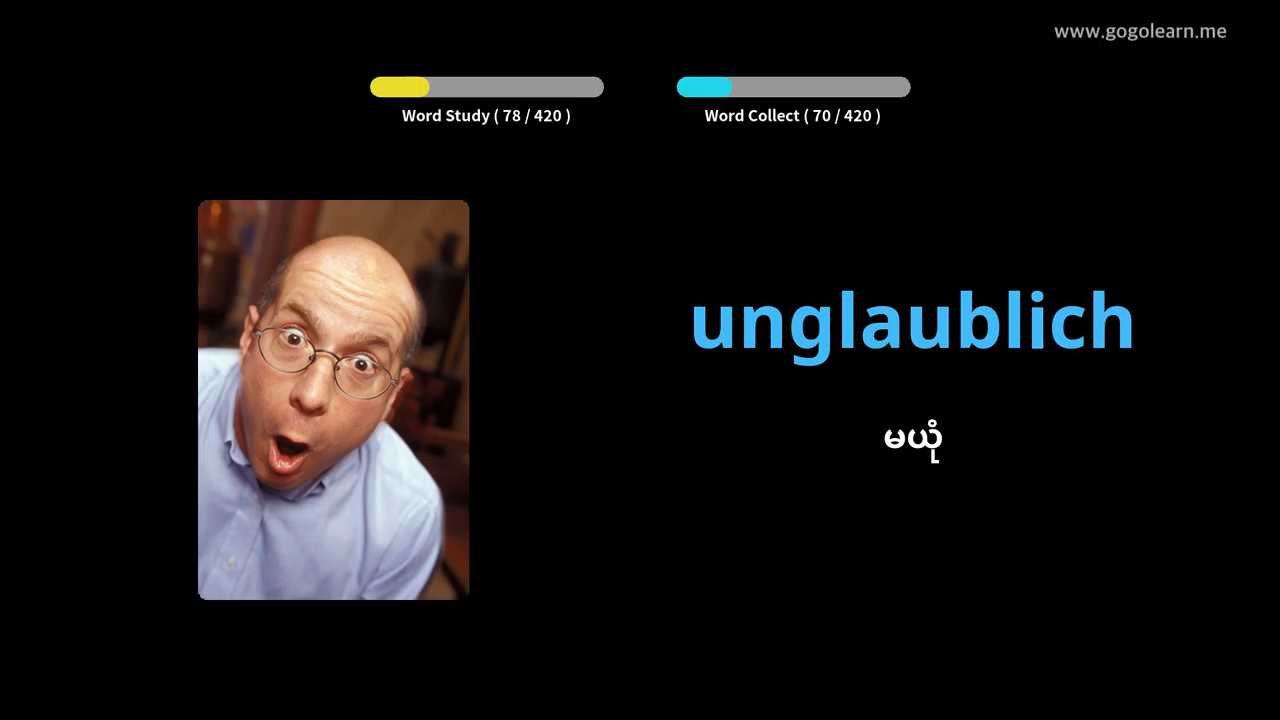 www.gogolearn.me
Word Study ( 78 / 420 )
Word Collect ( 70 / 420 )
unglaublich
မယုံ